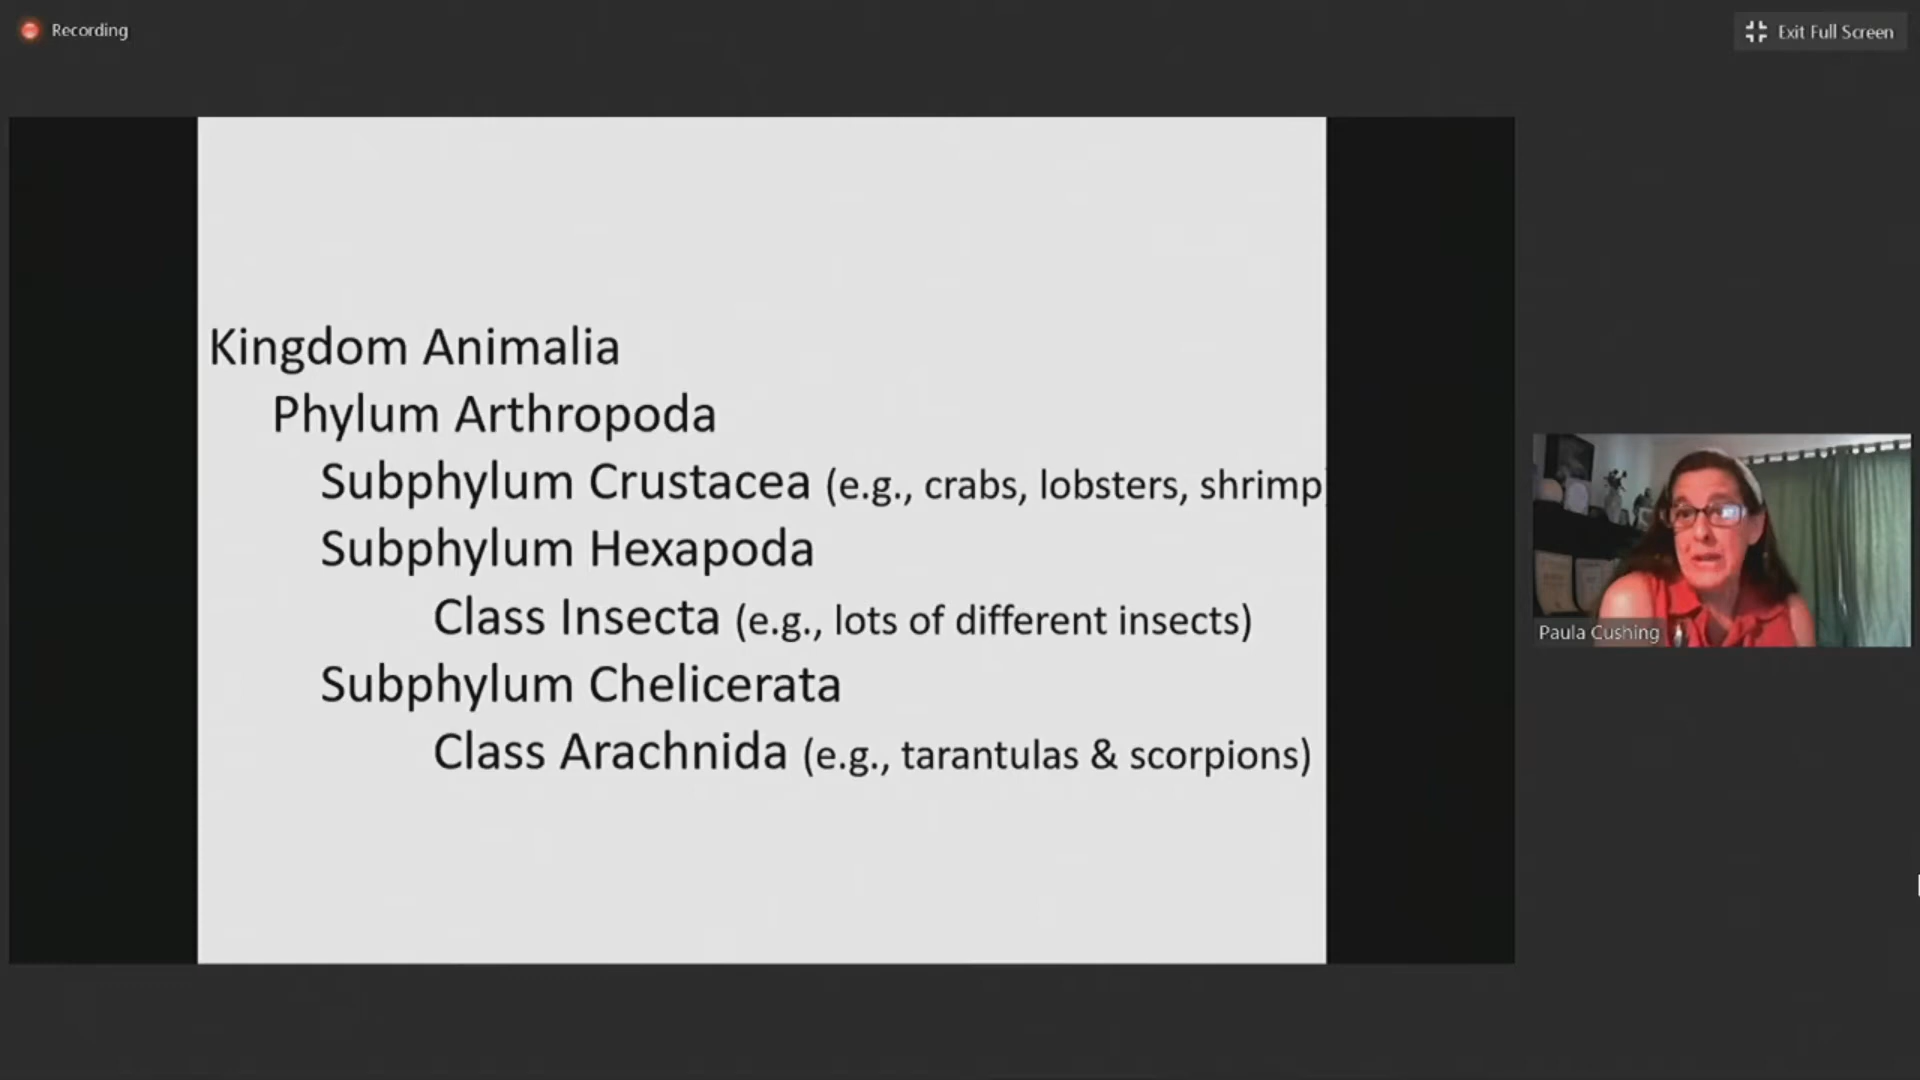 Recording
Exit Full Screen
Kingdom Animalia
Phylum Arthropoda
Subphylum Crustacea (e.g., crabs, lobsters, shrimp)
Subphylum Hexapoda
Class Insecta (e.g., lots of different insects)
Subphylum Chelicerata
Class Arachnida (e.g., tarantulas & scorpions)
Paula Cushing